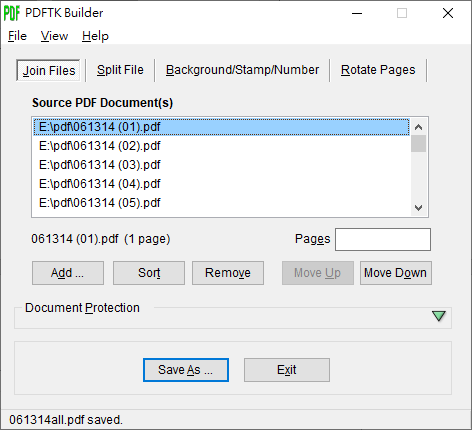 PDF PDFTK Builder
File View Help
Join Files Split File Background/Stamp/Number Rotate Pages
Source PDF Document(s)
E:\pdf\061314 (01).pdf
E:\pdf\061314 (02).pdf
E:\pdf\061314 (03).pdf
E:\pdf\061314 (04).pdf
E:\pdf\061314 (05).pdf
061314 (01).pdf (1 page) Pages
Add ... Sort Remove Move Up Move Down
Document Protection
Save As ... Exit
061314all.pdf saved.